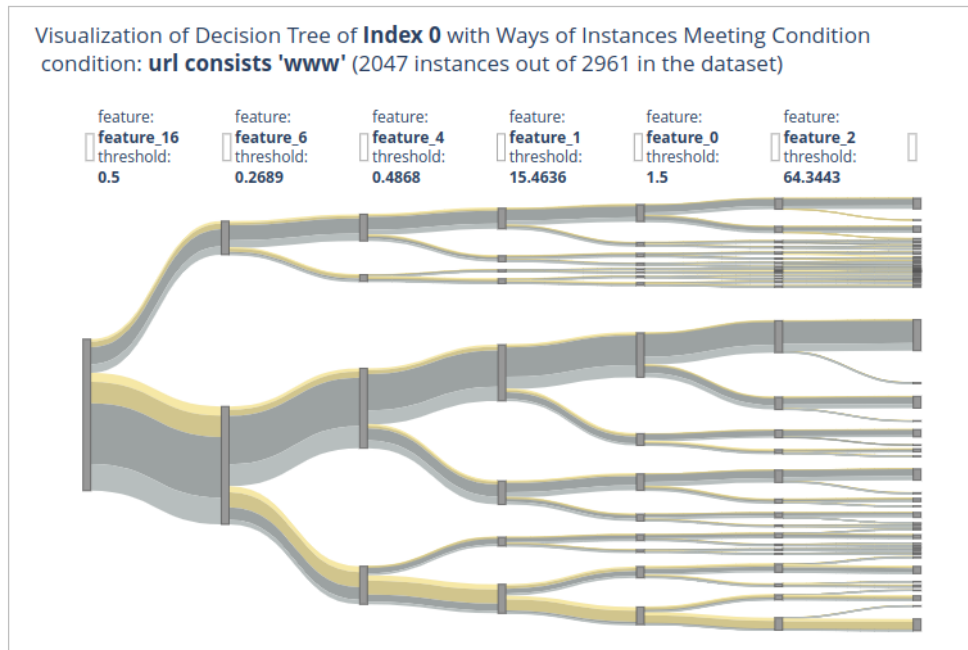 Visualization of Decision Tree of Index 0 with Ways of Instances Meeting Condition
condition: url consists 'www' (2047 instances out of 2961 in the dataset)
feature: feature: feature: feature: feature: feature:
feature_16 feature_6 feature_4 feature_1 feature_0 feature_2
threshold: threshold: threshold: threshold: threshold: threshold:
0.5 0.2689 0.4868 15.4636 1.5 64.3443